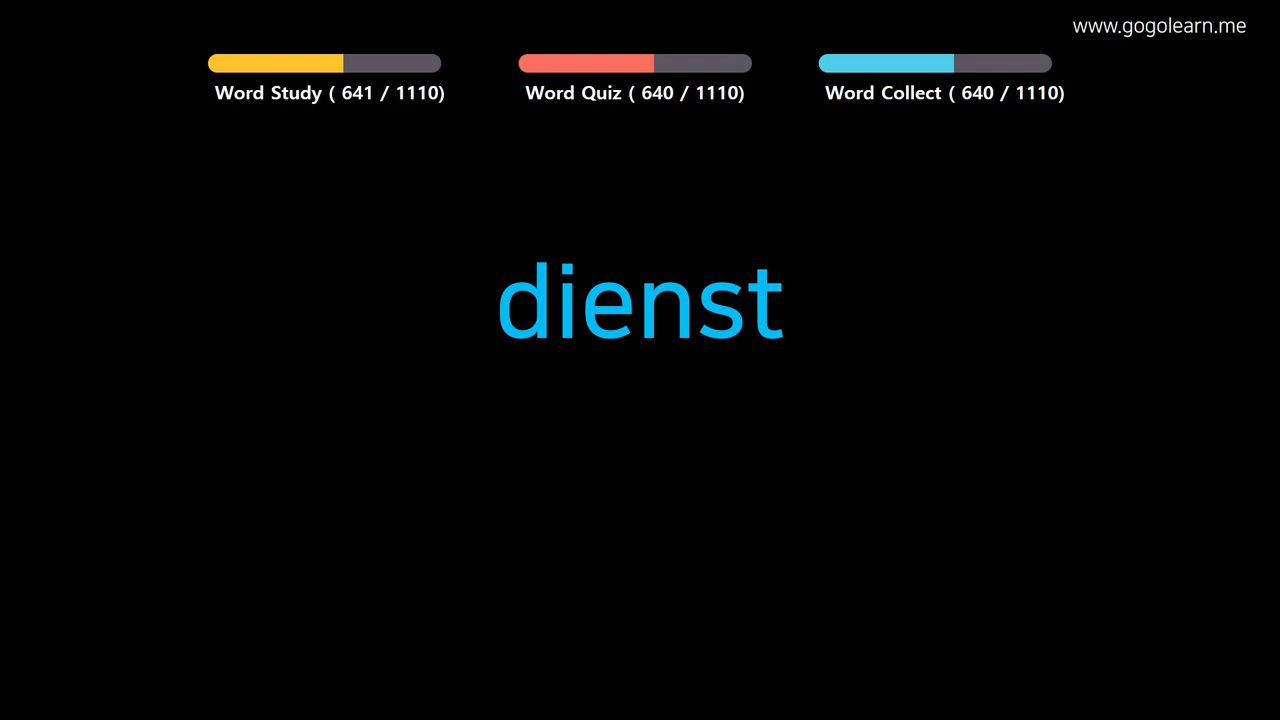 www.gogolearn.me
Word Study ( 641 / 1110)
Word Quiz ( 640 / 1110)
Word Collect ( 640 / 1110)
dienst